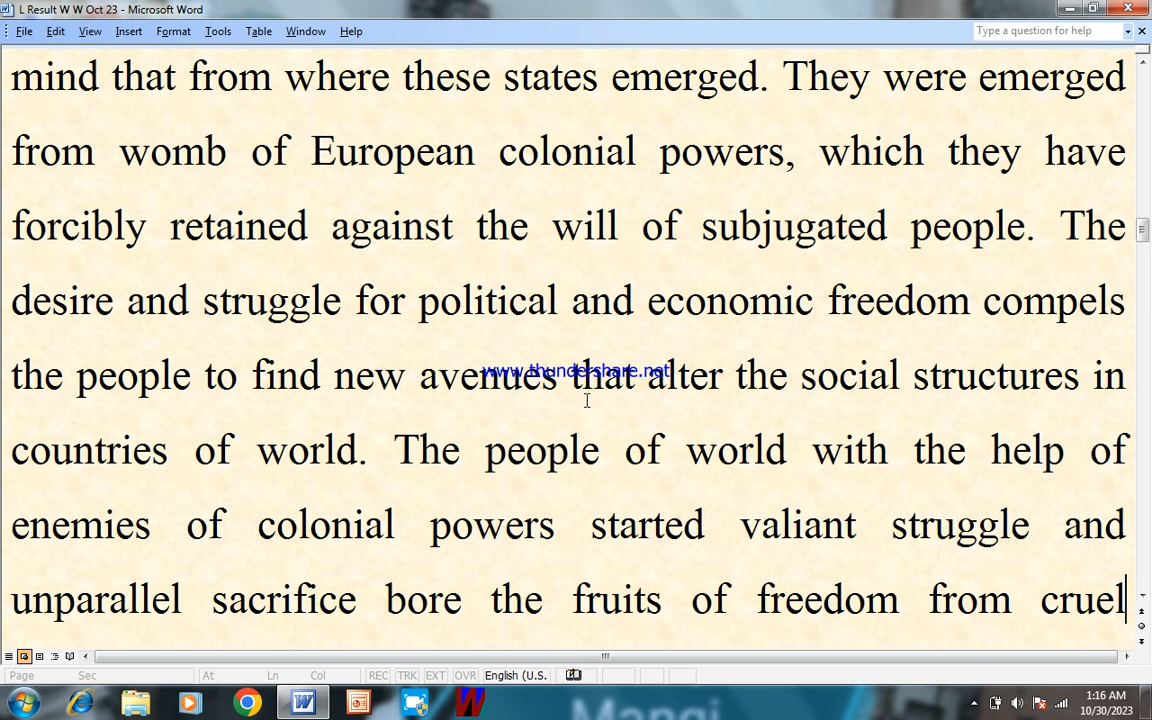 L Result W W Oct 23 - Microsoft Word
File Edit View Insert Format Tools Table Window Help
Type a question for help
mind that from where these states emerged. They were emerged
from womb of European colonial powers, which they have
forcibly retained against the will of subjugated people. The
desire and struggle for political and economic freedom compels
the people to find new avenues that alter the social structures in
www.thundershare.net
countries of world. The people of world with the help of
enemies of colonial powers started valiant struggle and
unparallel sacrifice bore the fruits of freedom from cruel
Page Sec At Ln Col REC TRK EXT OVR English (U.S.
1:16 AM
10/30/2023